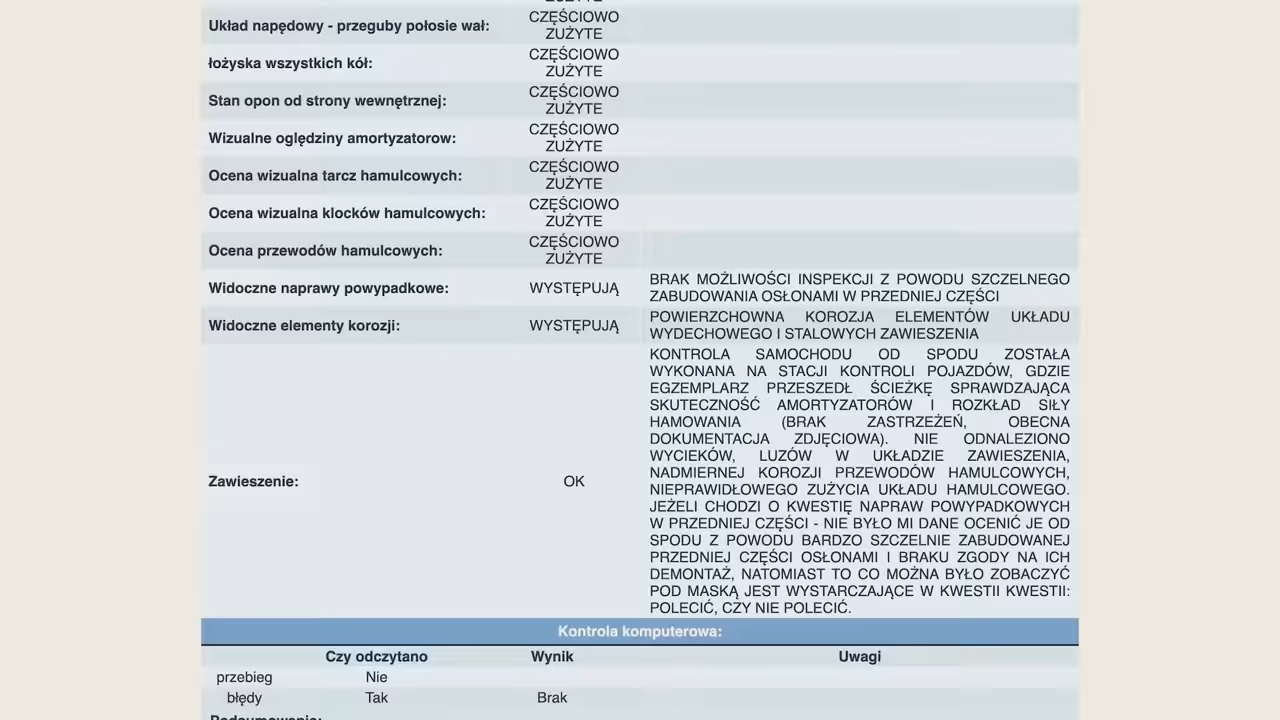 Układ napędowy - przeguby połosie wał:
CZĘŚCIOWO
ZUŻYTE
łożyska wszystkich kół:
CZĘŚCIOWO
ZUŻYTE
Stan opon od strony wewnętrznej:
CZĘŚCIOWO
ZUŻYTE
Wizualne oględziny amortyzatorow:
CZĘŚCIOWO
ZUŻYTE
Ocena wizualna tarcz hamulcowych:
CZĘŚCIOWO
ZUŻYTE
Ocena wizualna klocków hamulcowych:
CZĘŚCIOWO
ZUŻYTE
Ocena przewodów hamulcowych:
CZĘŚCIOWO
ZUŻYTE
Widoczne naprawy powypadkowe:
WYSTĘPUJĄ
BRAK MOŻLIWOŚCI INSPEKCJI Z POWODU SZCZELNEGO
ZABUDOWANIA OSŁONAMI W PRZEDNIEJ CZĘŚCI
Widoczne elementy korozji:
WYSTĘPUJĄ
POWIERZCHOWNA KOROZJA ELEMENTÓW UKŁADU
WYDECHOWEGO I STALOWYCH ZAWIESZENIA
Zawieszenie:
OK
KONTROLA SAMOCHODU OD SPODU ZOSTAŁA
WYKONANA NA STACJI KONTROLI POJAZDÓW, GDZIE
EGZEMPLARZ PRZESZEDŁ ŚCIEŻKĘ SPRAWDZAJĄCA
SKUTECZNOŚĆ AMORTYZATORÓW I ROZKŁAD SIŁY
HAMOWANIA (BRAK ZASTRZEŻEŃ, OBECNA
DOKUMENTACJA ZDJĘCIOWA). NIE ODNALEZIONO
WYCIEKÓW, LUZÓW W UKŁADZIE ZAWIESZENIA,
NADMIERNEJ KOROZJI PRZEWODÓW HAMULCOWYCH,
NIEPRAWIDŁOWEGO ZUŻYCIA UKŁADU HAMULCOWEGO.
JEŻELI CHODZI O KWESTIĘ NAPRAW POWYPADKOWYCH
W PRZEDNIEJ CZĘŚCI - NIE BYŁO MI DANE OCENIĆ JE OD
SPODU Z POWODU BARDZO SZCZELNIE ZABUDOWANEJ
PRZEDNIEJ CZĘŚCI OSŁONAMI I BRAKU ZGODY NA ICH
DEMONTAŻ, NATOMIAST TO CO MOŻNA BYŁO ZOBACZYĆ
POD MASKĄ JEST WYSTARCZAJĄCE W KWESTII KWESTII:
POLECIĆ, CZY NIE POLECIĆ.
Kontrola komputerowa:
Czy odczytano Wynik Uwagi
przebieg Nie
błędy Tak Brak